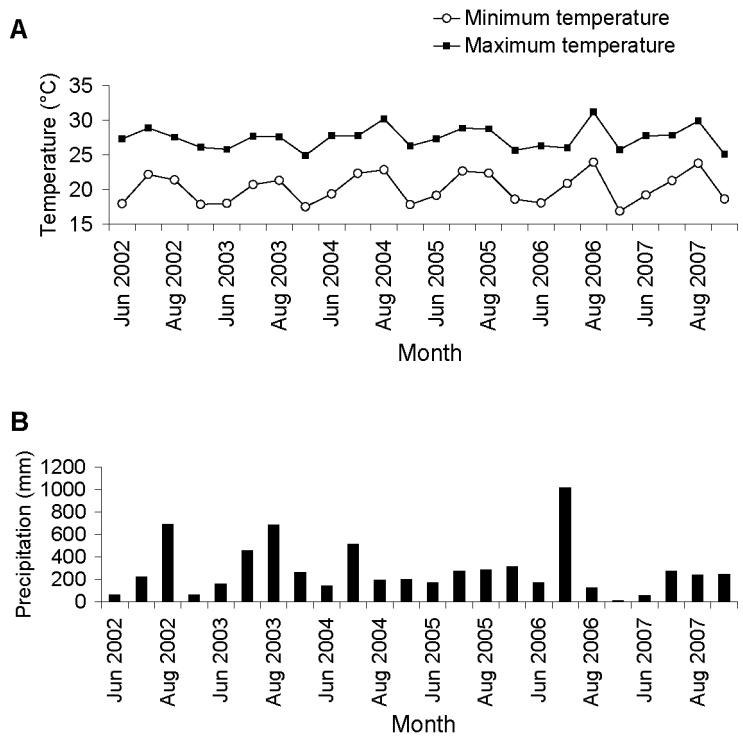 A
Minimum temperature
Maximum temperature
Temperature (°C)
35
30
25
20
15
Jun 2002
Aug 2002
Jun 2003
Aug 2003
Jun 2004
Aug 2004
Jun 2005
Aug 2005
Jun 2006
Aug 2006
Jun 2007
Aug 2007
Month
B
Precipitation (mm)
1200
1000
800
600
400
200
0
Jun 2002
Aug 2002
Jun 2003
Aug 2003
Jun 2004
Aug 2004
Jun 2005
Aug 2005
Jun 2006
Aug 2006
Jun 2007
Aug 2007
Month